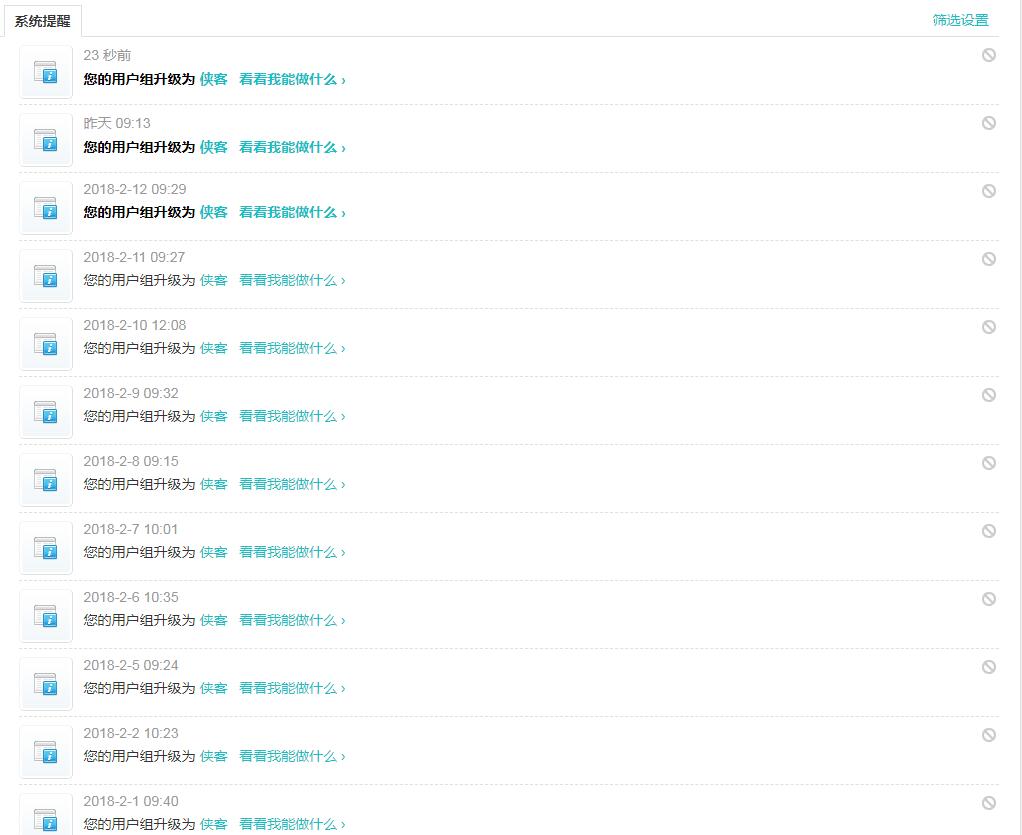 系统提醒
筛选设置
23 秒前
您的用户组升级为 侠客 看看我能做什么 ›
昨天 09:13
您的用户组升级为 侠客 看看我能做什么 ›
2018-2-12 09:29
您的用户组升级为 侠客 看看我能做什么 ›
2018-2-11 09:27
您的用户组升级为 侠客 看看我能做什么 ›
2018-2-10 12:08
您的用户组升级为 侠客 看看我能做什么 ›
2018-2-9 09:32
您的用户组升级为 侠客 看看我能做什么 ›
2018-2-8 09:15
您的用户组升级为 侠客 看看我能做什么 ›
2018-2-7 10:01
您的用户组升级为 侠客 看看我能做什么 ›
2018-2-6 10:35
您的用户组升级为 侠客 看看我能做什么 ›
2018-2-5 09:24
您的用户组升级为 侠客 看看我能做什么 ›
2018-2-2 10:23
您的用户组升级为 侠客 看看我能做什么 ›
2018-2-1 09:40
您的用户组升级为 侠客 看看我能做什么 ›